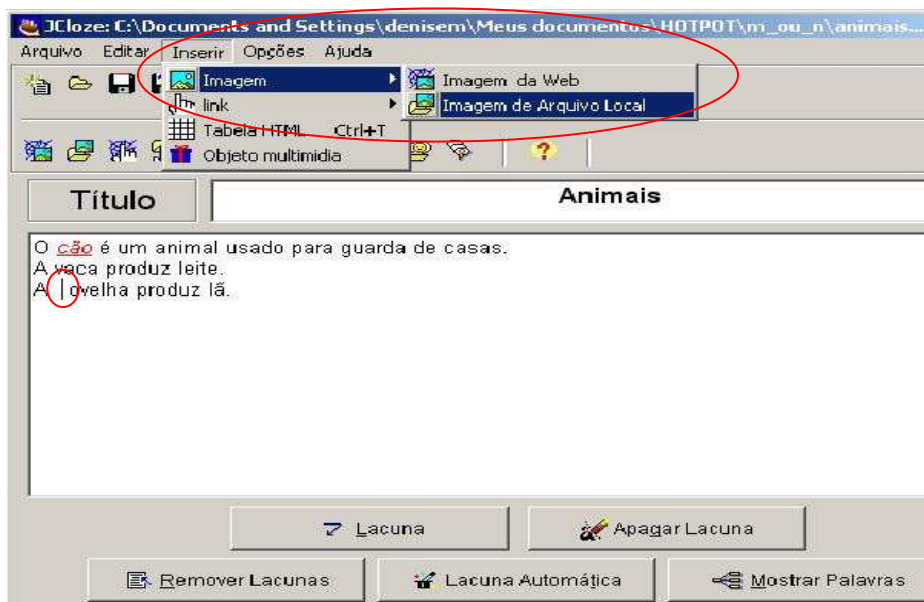 JCloze: C:\Documents and Settings\denisem\Meus documentos\HOTPOT\m_ou_n\animais...
Arquivo Editar Inserir Opções Ajuda
Imagem
Imagem da Web
link
Imagem de Arquivo Local
Tabela HTML Ctrl+T
Objeto multimidia
Título
Animais
O cão é um animal usado para guarda de casas.
A vaca produz leite.
A ovelha produz lã.
Lacuna
Apagar Lacuna
Remover Lacunas
Lacuna Automática
Mostrar Palavras